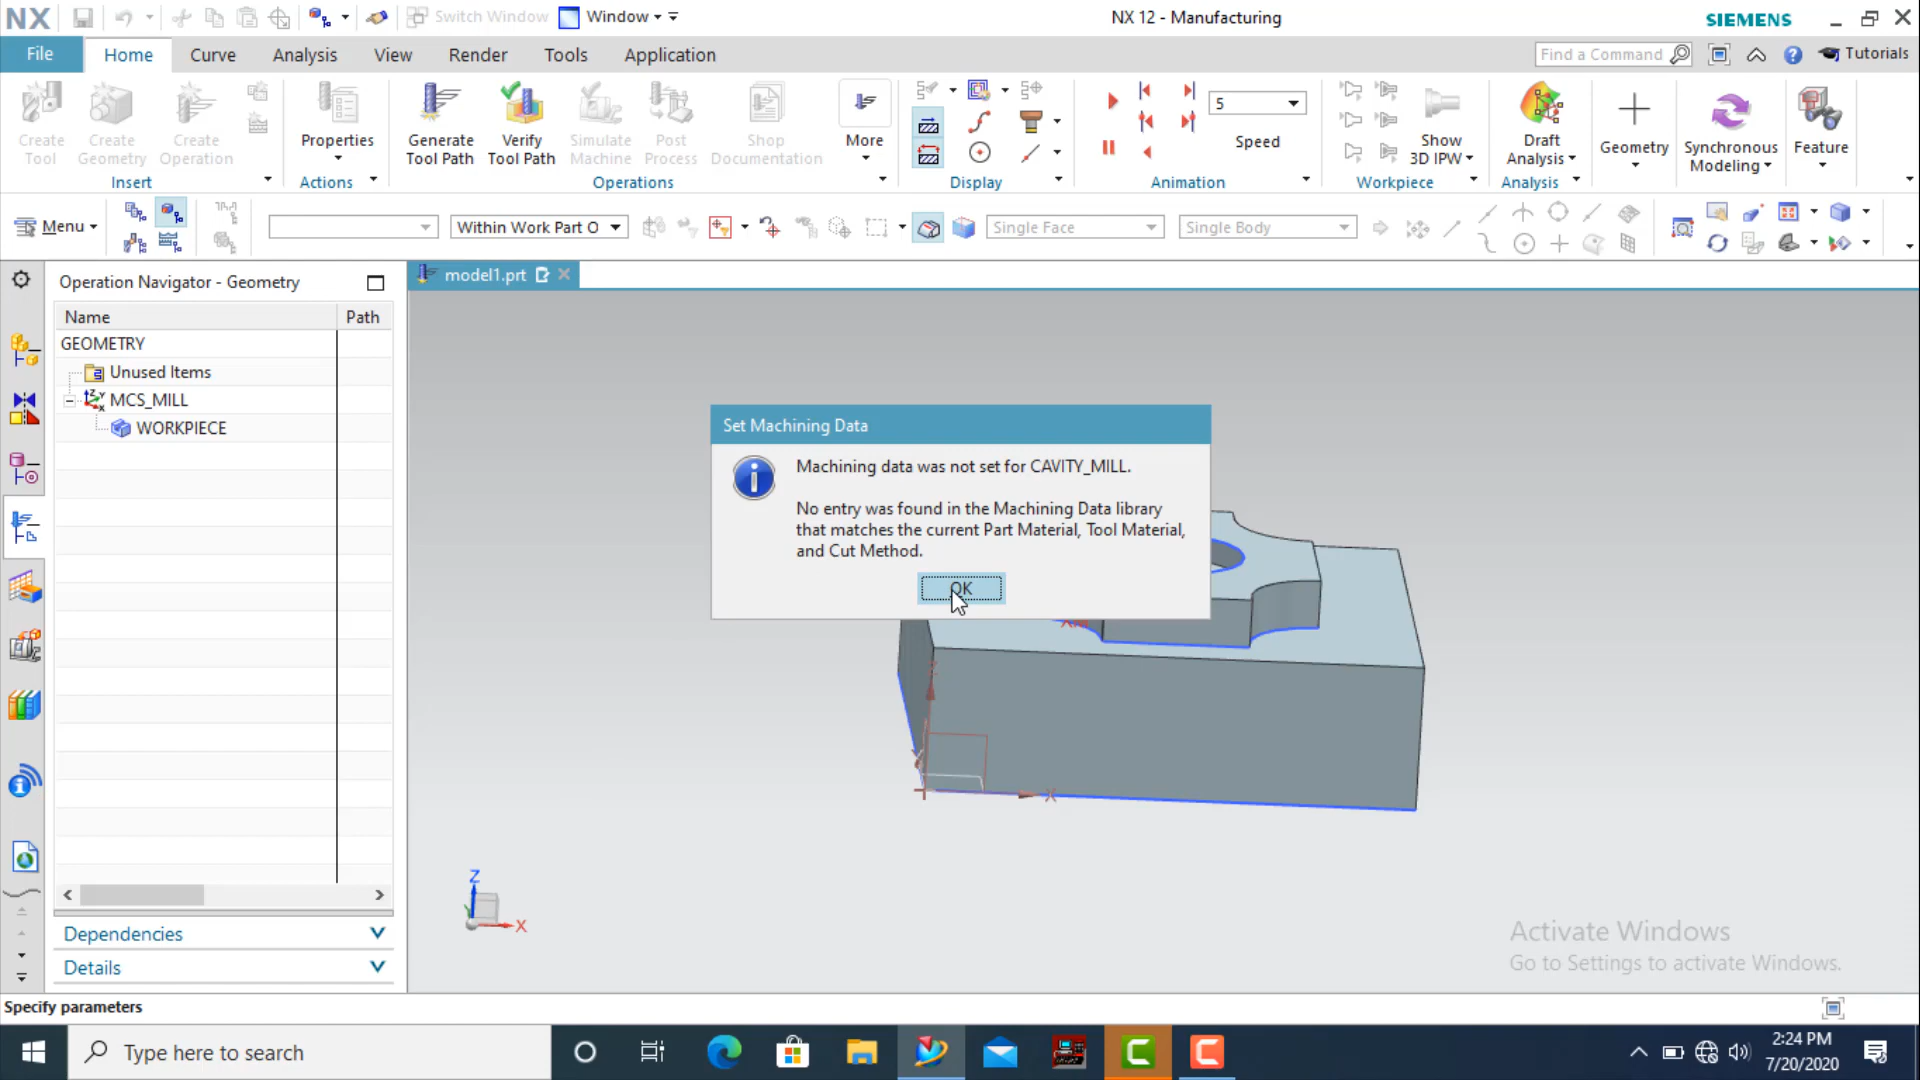 NX
Switch Window
Window
NX 12 - Manufacturing
SIEMENS
File
Home
Curve
Analysis
View
Render
Tools
Application
Find a Command
Tutorials
Create Tool
Create Geometry
Create Operation
Insert
Properties
Actions
Generate Tool Path
Verify Tool Path
Simulate Machine
Post Process
Shop Documentation
More
Operations
Display
5
Speed
Animation
Show 3D IPW
Workpiece
Draft Analysis
Analysis
Geometry
Synchronous Modeling
Feature
Menu
Within Work Part O
Single Face
Single Body
Operation Navigator - Geometry
model1.prt
Name
Path
GEOMETRY
Unused Items
MCS_MILL
WORKPIECE
Set Machining Data
Machining data was not set for CAVITY_MILL.
No entry was found in the Machining Data library
that matches the current Part Material, Tool Material,
and Cut Method.
OK
X
Z
X
Dependencies
Details
Activate Windows
Go to Settings to activate Windows.
Specify parameters
Type here to search
2:24 PM
7/20/2020